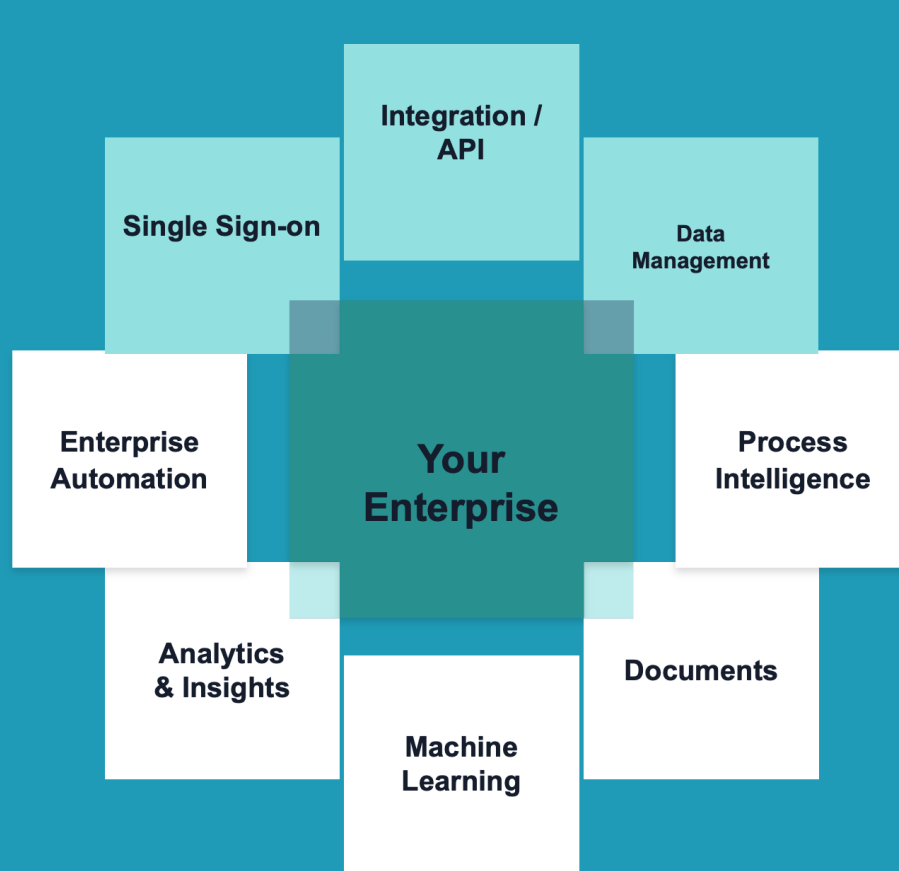 Integration /
API
Single Sign-on
Data
Management
Enterprise
Automation
Your
Enterprise
Process
Intelligence
Analytics
& Insights
Documents
Machine
Learning